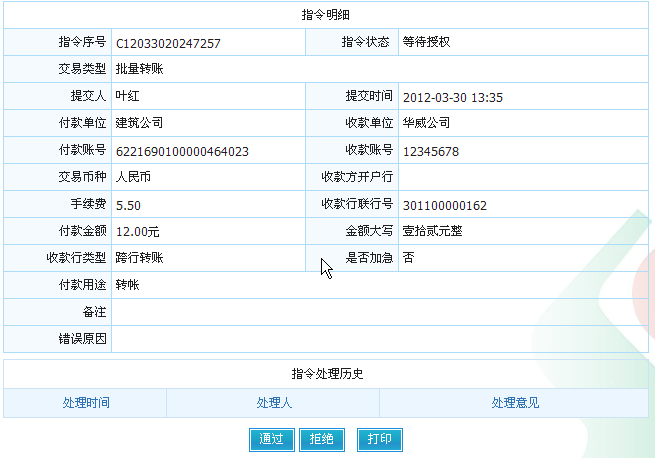 指令明细
指令序号 C12033020247257 指令状态 等待授权
交易类型 批量转账
提交人 叶红 提交时间 2012-03-30 13:35
付款单位 建筑公司 收款单位 华威公司
付款账号 6221690100000464023 收款账号 12345678
交易币种 人民币 收款方开户行
手续费 5.50 收款行联行号 301100000162
付款金额 12.00元 金额大写 壹拾贰元整
收款行类型 跨行转账 是否加急 否
付款用途 转帐
备注
错误原因
指令处理历史
处理时间 处理人 处理意见
通过 拒绝 打印